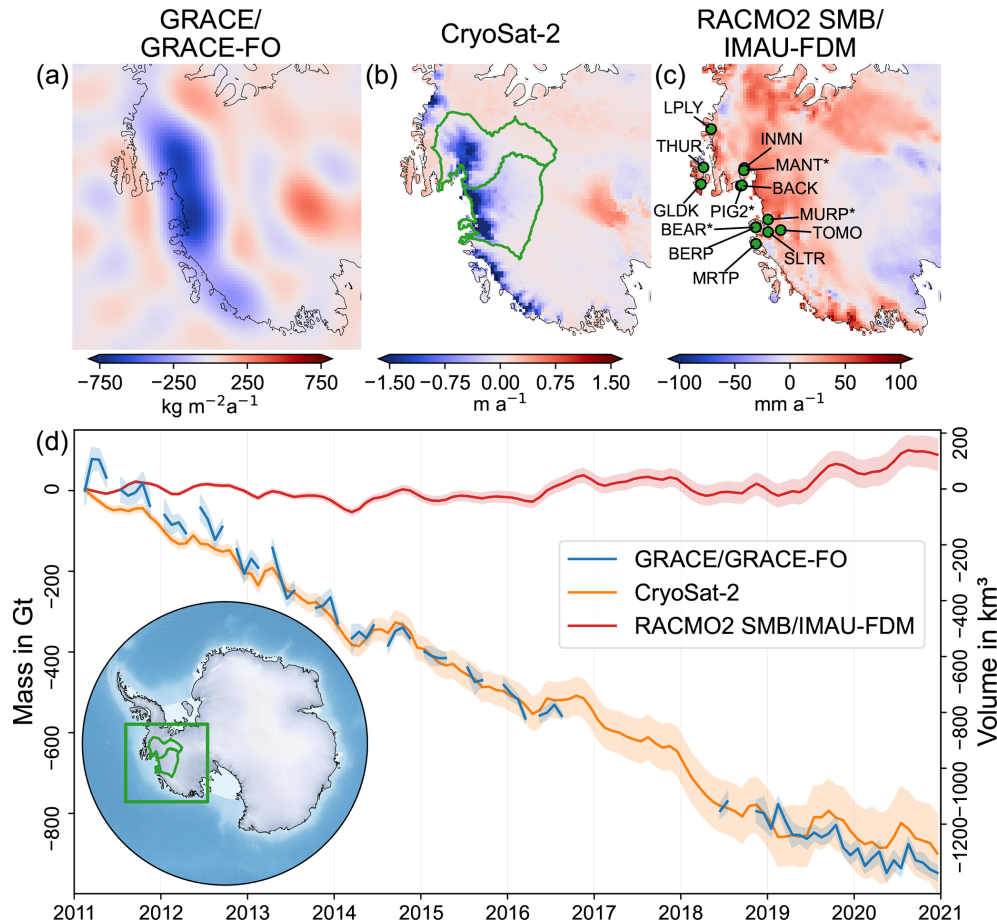 GRACE/
GRACE-FO
CryoSat-2
RACMO2 SMB/
IMAU-FDM
(a)
(b)
(c)
LPLY
THUR
INMN
MANT*
BACK
GLDK
PIG2*
MURP*
BEAR*
TOMO
BERP
SLTR
MRTP
−750 −250 250 750
kg m⁻²a⁻¹
−1.50 −0.75 0.00 0.75 1.50
m a⁻¹
−100 −50 0 50 100
mm a⁻¹
(d)
Mass in Gt
0
−200
−400
−600
−800
GRACE/GRACE-FO
CryoSat-2
RACMO2 SMB/IMAU-FDM
200
0
−200
−400
−600
−800
−1000
−1200
Volume in km³
2011 2012 2013 2014 2015 2016 2017 2018 2019 2020 2021